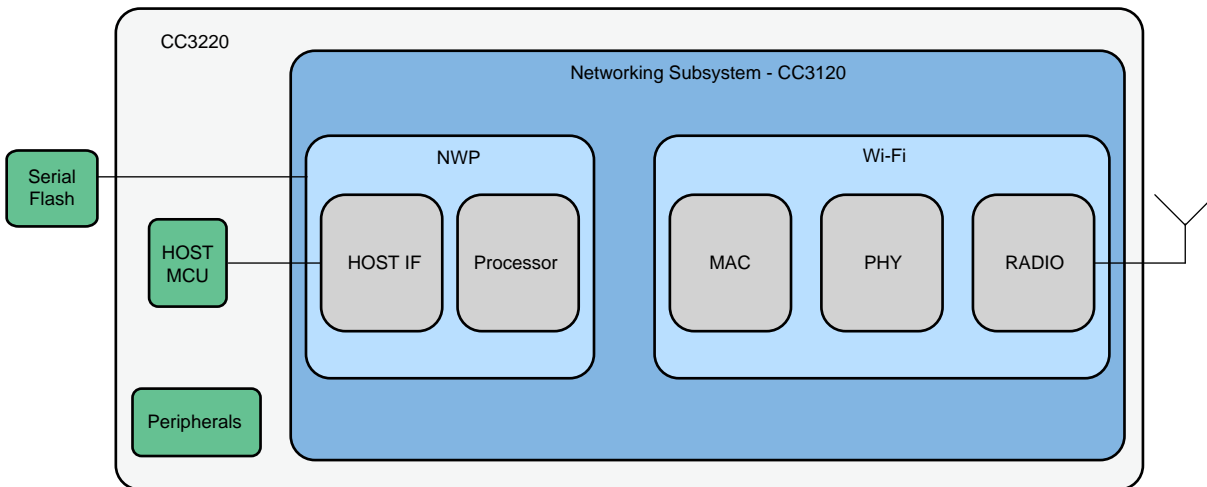 CC3220
Networking Subsystem - CC3120
NWP
Wi-Fi
Serial
Flash
HOST
MCU
HOST IF
Processor
MAC
PHY
RADIO
Peripherals